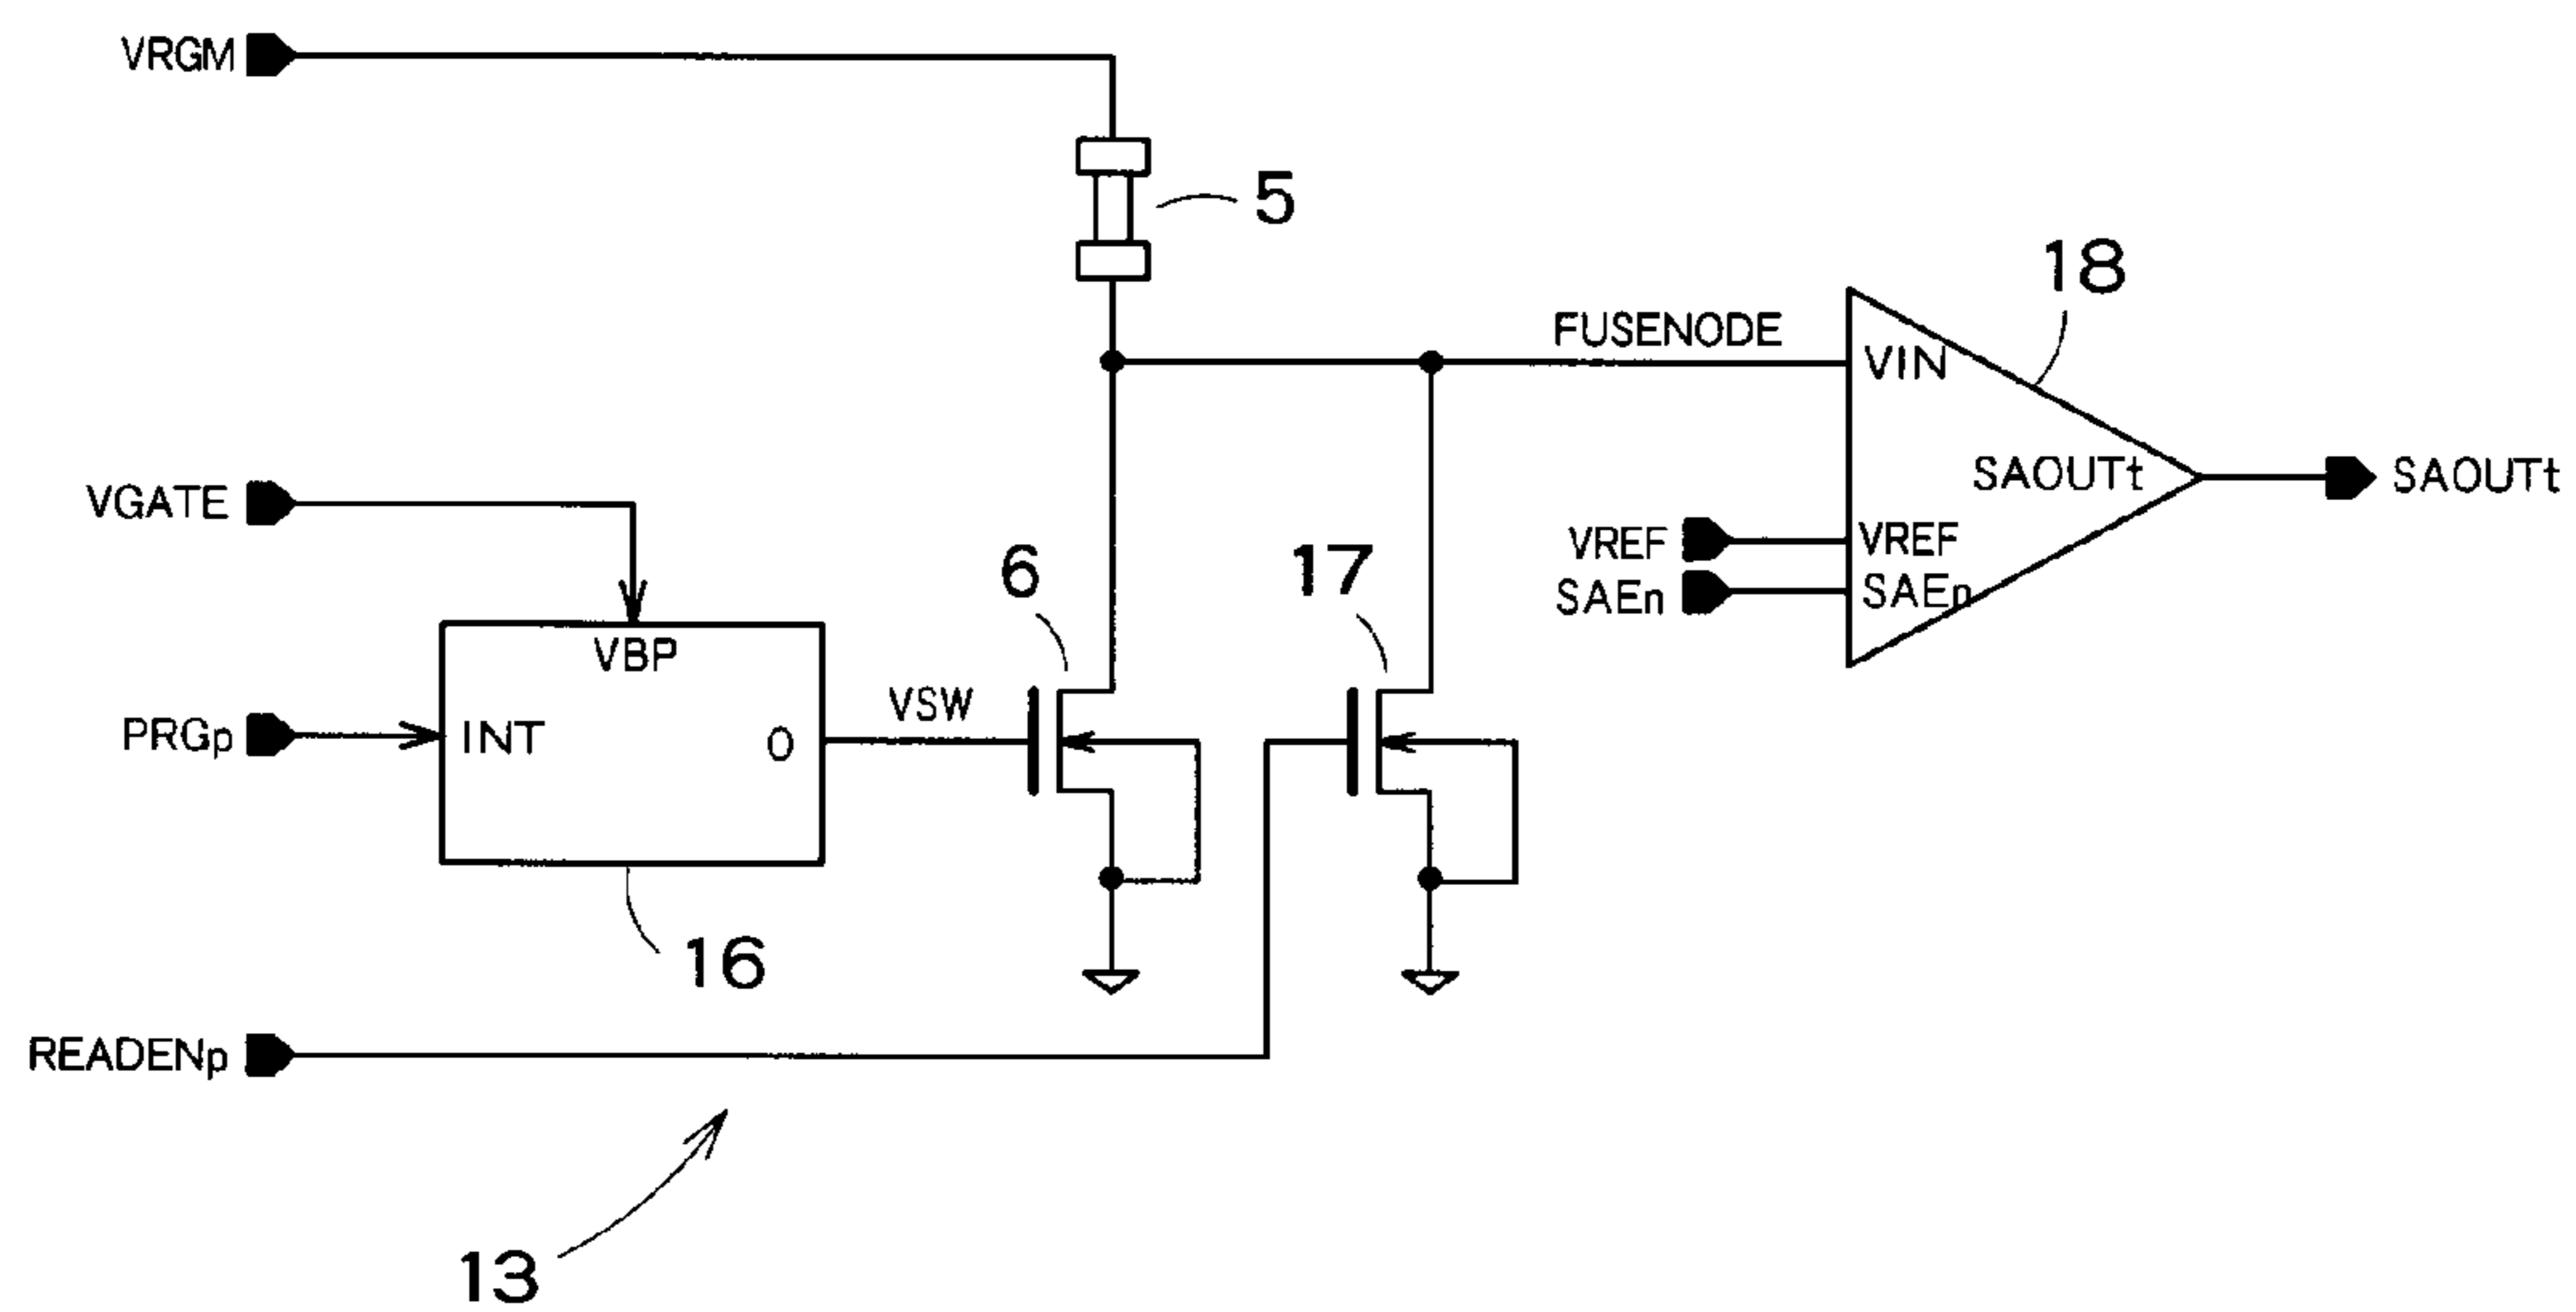 VRGM
5
18
FUSENODE
VIN
VGATE
SAOUTt
SAOUTt
VREF
VREF
SAEn
SAEn
6
17
VBP
VSW
PRGp
INT
O
16
READENp
13